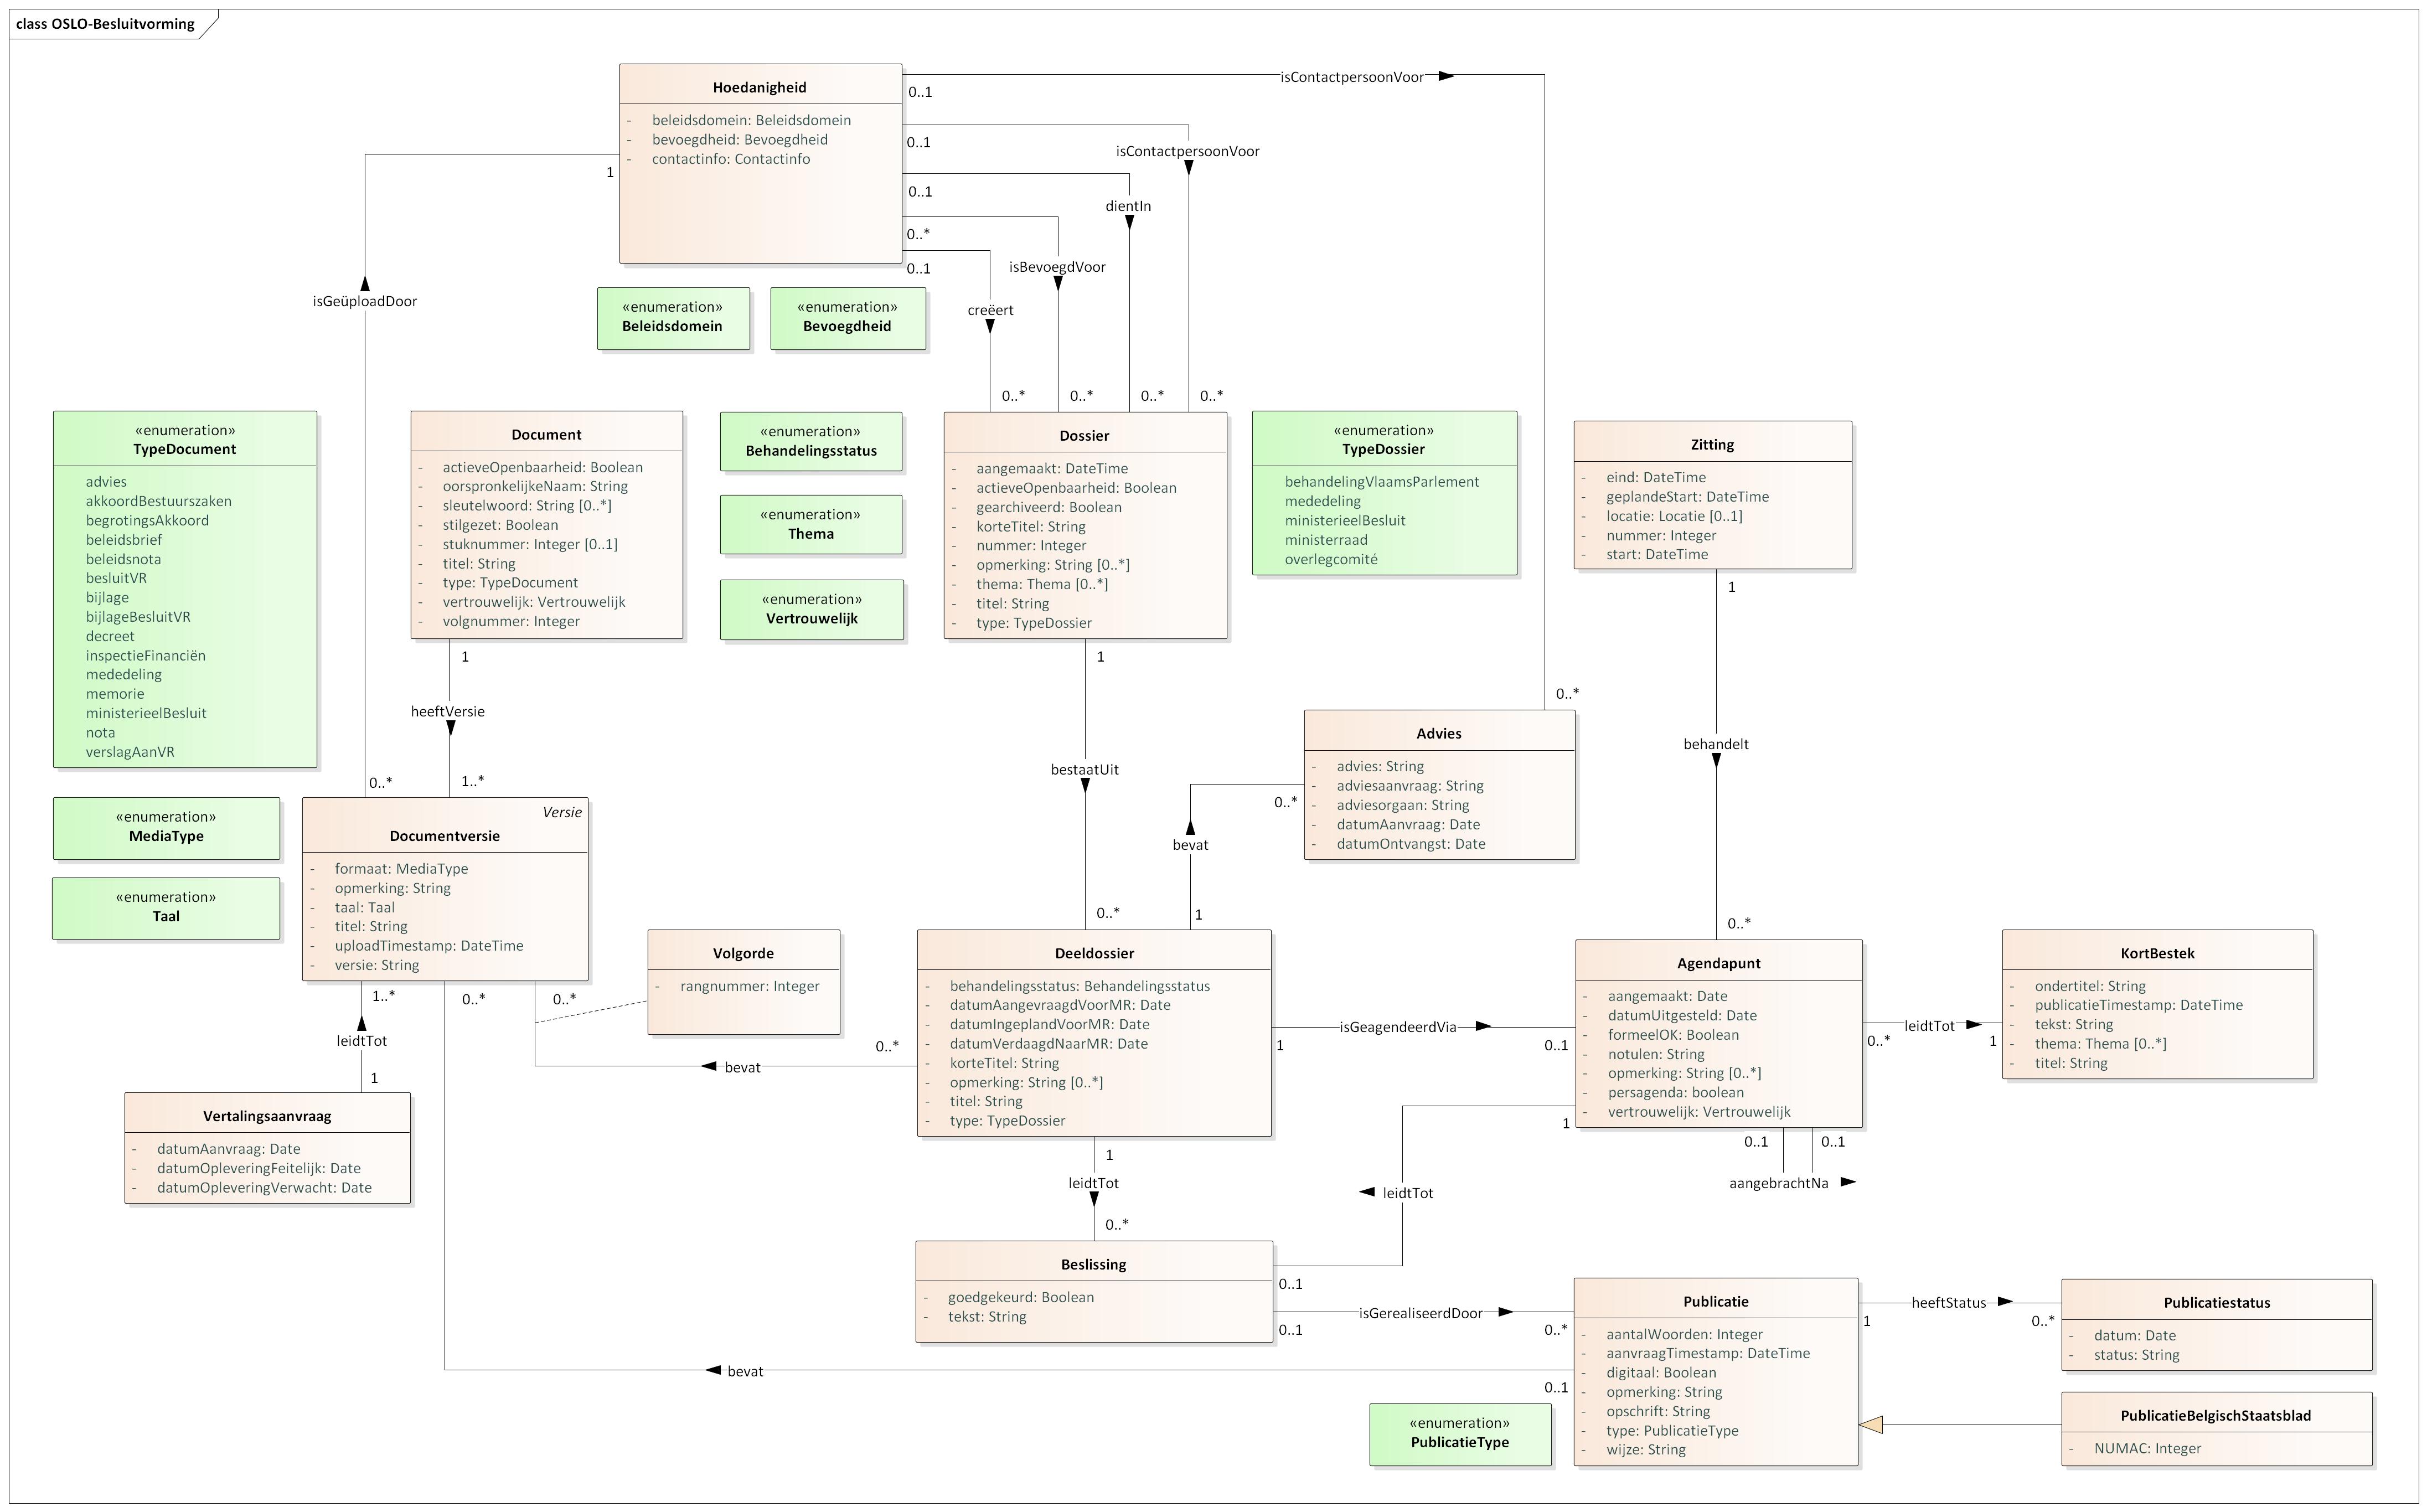 class OSLO-Besluitvorming
Hoedanigheid
- beleidsdomein: Beleidsdomein
- bevoegdheid: Bevoegdheid
- contactinfo: Contactinfo
isContactpersoonVoor
0..1
0..1
isContactpersoonVoor
1
0..1
dientIn
0..*
isBevoegdVoor
0..1
creëert
isGeüploadDoor
«enumeration»
Beleidsdomein
«enumeration»
Bevoegdheid
0..*
0..*
0..*
0..*
«enumeration»
TypeDocument
advies
akkoordBestuurszaken
begrotingsAkkoord
beleidsbrief
beleidsnota
besluitVR
bijlage
bijlageBesluitVR
decreet
inspectieFinanciën
mededeling
memorie
ministerieelBesluit
nota
verslagAanVR
Document
- actieveOpenbaarheid: Boolean
- oorspronkelijkeNaam: String
- sleutelwoord: String [0..*]
- stilgezet: Boolean
- stuknummer: Integer [0..1]
- titel: String
- type: TypeDocument
- vertrouwelijk: Vertrouwelijk
- volgnummer: Integer
«enumeration»
Behandelingsstatus
«enumeration»
Thema
«enumeration»
Vertrouwelijk
Dossier
- aangemaakt: DateTime
- actieveOpenbaarheid: Boolean
- gearchiveerd: Boolean
- korteTitel: String
- nummer: Integer
- opmerking: String [0..*]
- thema: Thema [0..*]
- titel: String
- type: TypeDossier
«enumeration»
TypeDossier
behandelingVlaamsParlement
mededeling
ministerieelBesluit
ministerraad
overlegcomité
Zitting
- eind: DateTime
- geplandeStart: DateTime
- locatie: Locatie [0..1]
- nummer: Integer
- start: DateTime
1
1
1
heeftVersie
0..*
behandelt
bestaatUit
0..*
1..*
Advies
- advies: String
- adviesaanvraag: String
- adviesorgaan: String
- datumAanvraag: Date
- datumOntvangst: Date
0..*
bevat
«enumeration»
MediaType
«enumeration»
Taal
Versie
Documentversie
- formaat: MediaType
- opmerking: String
- taal: Taal
- titel: String
- uploadTimestamp: DateTime
- versie: String
0..*
1
0..*
Volgorde
- rangnummer: Integer
Deeldossier
- behandelingsstatus: Behandelingsstatus
- datumAangevraagdVoorMR: Date
- datumIngeplandVoorMR: Date
- datumVerdaagdNaarMR: Date
- korteTitel: String
- opmerking: String [0..*]
- titel: String
- type: TypeDossier
Agendapunt
- aangemaakt: Date
- datumUitgesteld: Date
- formeelOK: Boolean
- notulen: String
- opmerking: String [0..*]
- persagenda: boolean
- vertrouwelijk: Vertrouwelijk
KortBestek
- ondertitel: String
- publicatieTimestamp: DateTime
- tekst: String
- thema: Thema [0..*]
- titel: String
1..*
0..*
0..*
isGeagendeerdVia
leidtTot
leidtTot
0..*
1
0..1
0..*
1
bevat
1
Vertalingsaanvraag
- datumAanvraag: Date
- datumOpleveringFeitelijk: Date
- datumOpleveringVerwacht: Date
1
0..1
0..1
1
leidtTot
aangebrachtNa
leidtTot
0..*
Beslissing
- goedgekeurd: Boolean
- tekst: String
0..1
isGerealiseerdDoor
0..1
0..*
Publicatie
- aantalWoorden: Integer
- aanvraagTimestamp: DateTime
- digitaal: Boolean
- opmerking: String
- opschrift: String
- type: PublicatieType
- wijze: String
heeftStatus
1
0..*
Publicatiestatus
- datum: Date
- status: String
bevat
0..1
«enumeration»
PublicatieType
PublicatieBelgischStaatsblad
- NUMAC: Integer